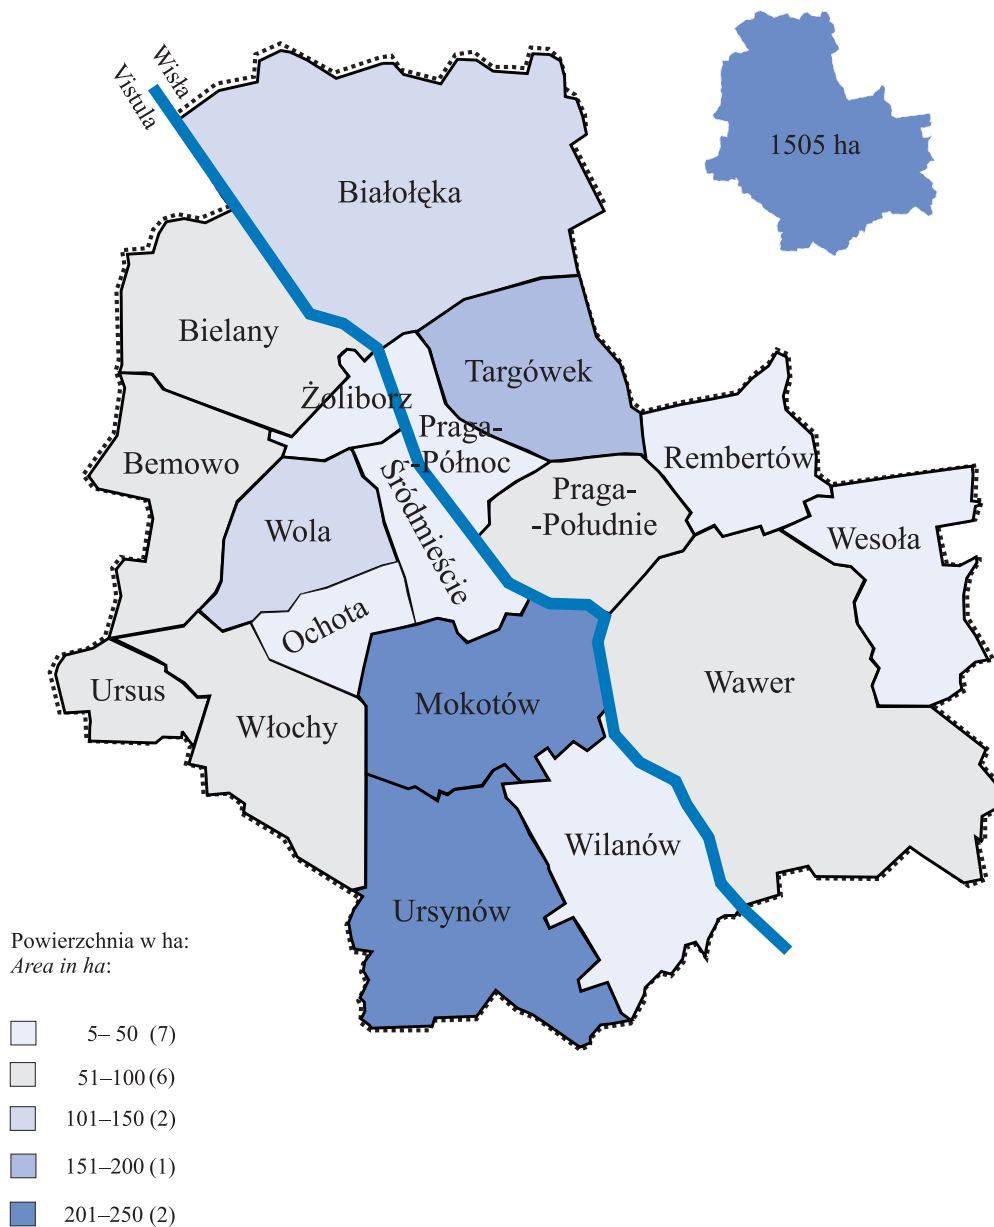 Wisła
Vistula
1505 ha
Białołęka
Bielany
Targówek
Żoliborz
Praga-
-Północ
Rembertów
Bemowo
Śródmieście
Praga-
-Południe
Wola
Wesoła
Ochota
Ursus
Włochy
Mokotów
Wawer
Wilanów
Ursynów
Powierzchnia w ha:
Area in ha:
5– 50 (7)
51–100 (6)
101–150 (2)
151–200 (1)
201–250 (2)